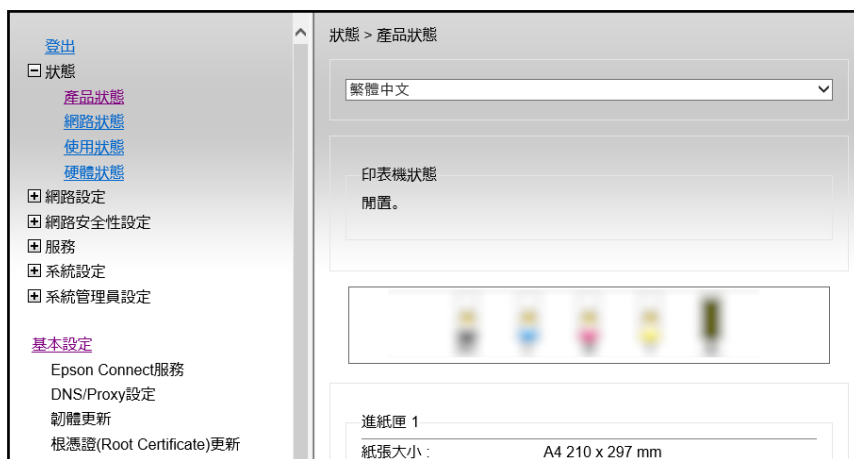 登出
狀態
產品狀態
網路狀態
使用狀態
硬體狀態
網路設定
網路安全性設定
服務
系統設定
系統管理員設定
基本設定
Epson Connect服務
DNS/Proxy設定
韌體更新
根憑證(Root Certificate)更新
狀態 > 產品狀態
繁體中文
印表機狀態
閒置。
進紙匣 1
紙張大小 : A4 210 x 297 mm